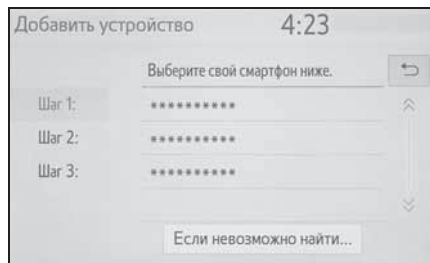 Добавить устройство 4:23
Выберите свой смартфон ниже.
Шаг 1: **********
Шаг 2: **********
Шаг 3: **********
Если невозможно найти...